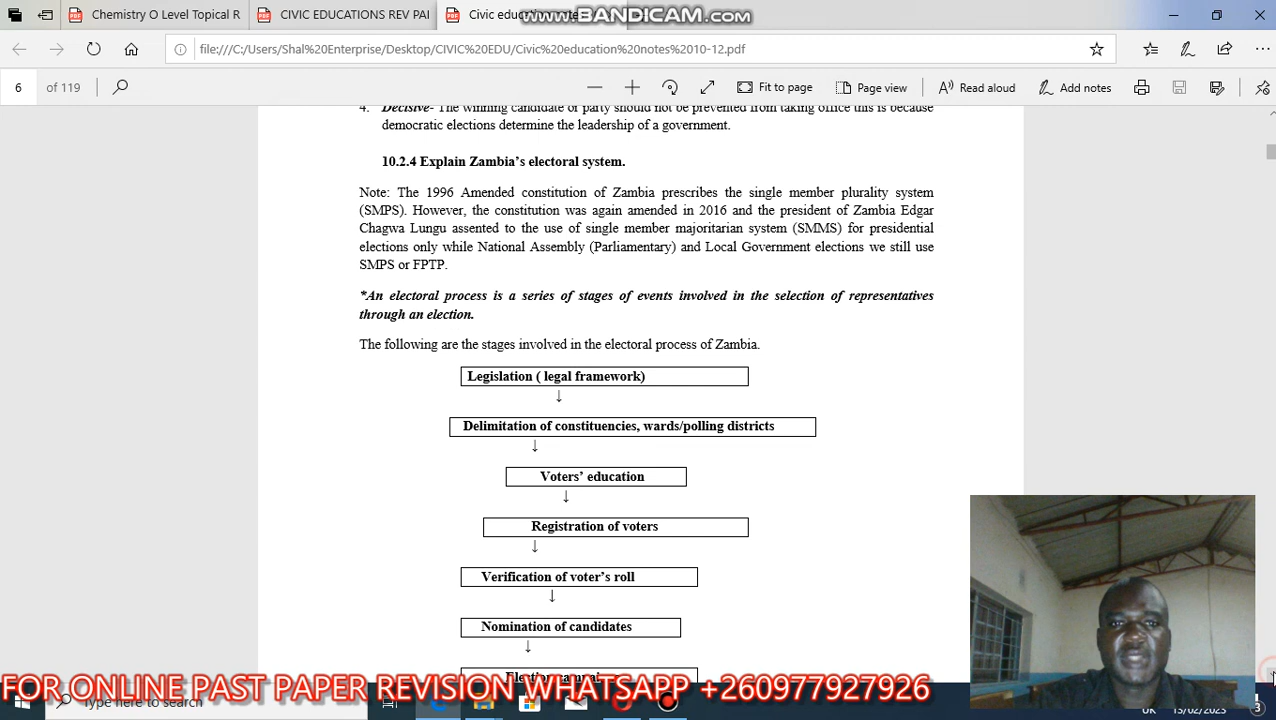 Chemistry O Level Topical R
CIVIC EDUCATIONS REV PAI
Civic educ
www.BANDICAM.com
file:///C:/Users/Shal%20Enterprise/Desktop/CIVIC%20EDU/Civic%20education%20notes%2010-12.pdf
6 of 119
Fit to page
Page view
Read aloud
Add notes
4. Decisive- The winning candidate or party should not be prevented from taking office this is because
democratic elections determine the leadership of a government.
10.2.4 Explain Zambia's electoral system.
Note: The 1996 Amended constitution of Zambia prescribes the single member plurality system
(SMPS). However, the constitution was again amended in 2016 and the president of Zambia Edgar
Chagwa Lungu assented to the use of single member majoritarian system (SMMS) for presidential
elections only while National Assembly (Parliamentary) and Local Government elections we still use
SMPS or FPTP.
*An electoral process is a series of stages of events involved in the selection of representatives
through an election.
The following are the stages involved in the electoral process of Zambia.
Legislation ( legal framework)
Delimitation of constituencies, wards/polling districts
Voters' education
Registration of voters
Verification of voter's roll
Nomination of candidates
FOR ONLINE PAST PAPER REVISION WHATSAPP +260977927926
Type here to search
UK
13/02/2023